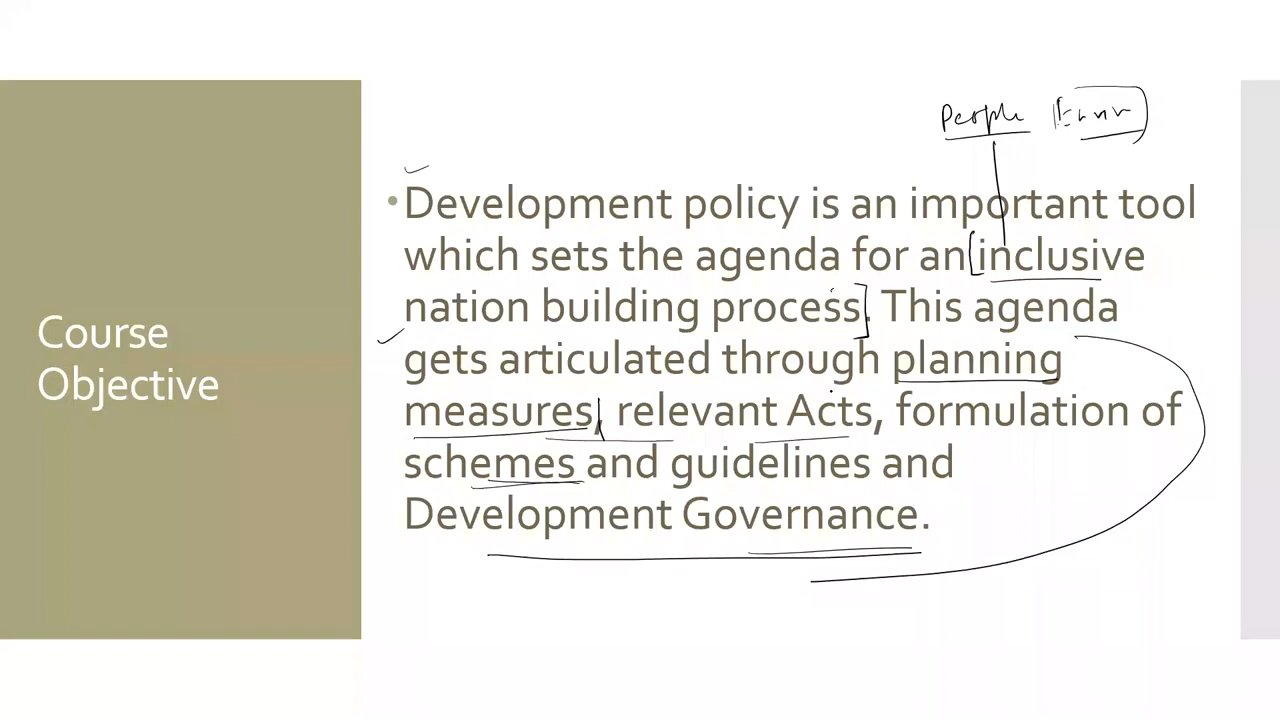 People
Course
Objective
• Development policy is an important tool
which sets the agenda for an inclusive
nation building process. This agenda
gets articulated through planning
measures, relevant Acts, formulation of
schemes and guidelines and
Development Governance.